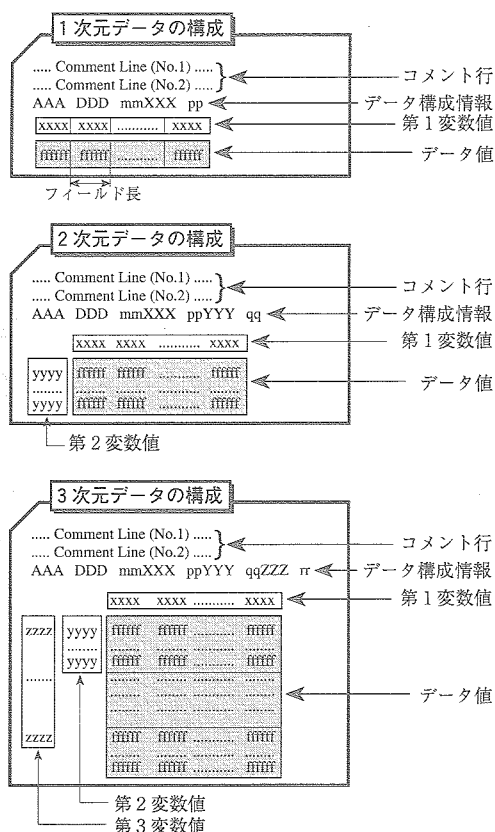 1次元データの構成
..... Comment Line (No.1) .....
..... Comment Line (No.2) ..... コメント行
AAA DDD mmXXX pp データ構成情報
xxxx xxxx .......... xxxx 第1変数値
ffffff ffffff .......... ffffff データ値
フィールド長
2次元データの構成
..... Comment Line (No.1) .....
..... Comment Line (No.2) ..... コメント行
AAA DDD mmXXX ppYYY qq データ構成情報
xxxx xxxx .......... xxxx 第1変数値
yyyy ffffff ffffff ...... ffffff
........ ........ ........ .......... ........ データ値
yyyy ffffff ffffff .......... ffffff
第2変数値
3次元データの構成
..... Comment Line (No.1) .....
..... Comment Line (No.2) ..... コメント行
AAA DDD mmXXX ppYYY qqZZZ rr データ構成情報
xxxx xxxx .......... xxxx 第1変数値
zzzz yyyy ffffff ffffff .......... ffffff
........ ........ ........ .......... ........
yyyy ffffff ffffff .......... ffffff
........ ........ ........ .......... ........
データ値
zzzz ffffff ffffff .......... ffffff
........ ........ .......... ........
ffffff ffffff .......... ffffff
第2変数値
第3変数値